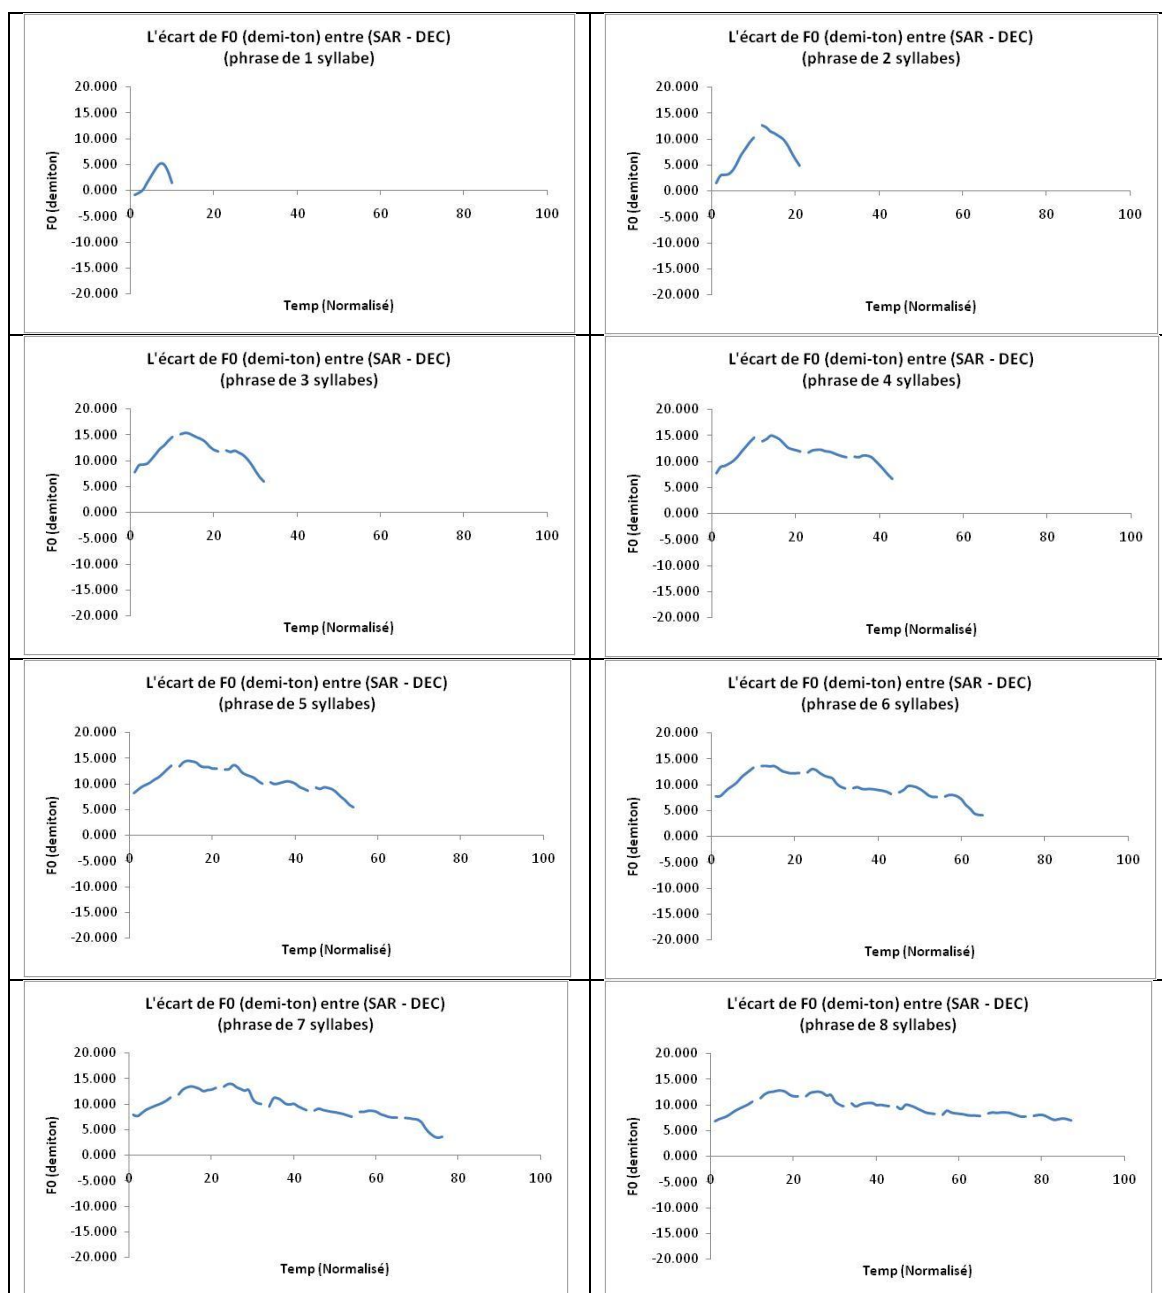 L'écart de F0 (demi-ton) entre (SAR - DEC)
(phrase de 1 syllabe)
20.000
15.000
10.000
5.000
0.000
-5.000
-10.000
-15.000
-20.000
0 20 40 60 80 100
F0 (demiton)
Temp (Normalisé)
L'écart de F0 (demi-ton) entre (SAR - DEC)
(phrase de 2 syllabes)
20.000
15.000
10.000
5.000
0.000
-5.000
-10.000
-15.000
-20.000
0 20 40 60 80 100
F0 (demiton)
Temp (Normalisé)
L'écart de F0 (demi-ton) entre (SAR - DEC)
(phrase de 3 syllabes)
20.000
15.000
10.000
5.000
0.000
-5.000
-10.000
-15.000
-20.000
0 20 40 60 80 100
F0 (demiton)
Temp (Normalisé)
L'écart de F0 (demi-ton) entre (SAR - DEC)
(phrase de 4 syllabes)
20.000
15.000
10.000
5.000
0.000
-5.000
-10.000
-15.000
-20.000
0 20 40 60 80 100
F0 (demiton)
Temp (Normalisé)
L'écart de F0 (demi-ton) entre (SAR - DEC)
(phrase de 5 syllabes)
20.000
15.000
10.000
5.000
0.000
-5.000
-10.000
-15.000
-20.000
0 20 40 60 80 100
F0 (demiton)
Temp (Normalisé)
L'écart de F0 (demi-ton) entre (SAR - DEC)
(phrase de 6 syllabes)
20.000
15.000
10.000
5.000
0.000
-5.000
-10.000
-15.000
-20.000
0 20 40 60 80 100
F0 (demiton)
Temp (Normalisé)
L'écart de F0 (demi-ton) entre (SAR - DEC)
(phrase de 7 syllabes)
20.000
15.000
10.000
5.000
0.000
-5.000
-10.000
-15.000
-20.000
0 20 40 60 80 100
F0 (demiton)
Temp (Normalisé)
L'écart de F0 (demi-ton) entre (SAR - DEC)
(phrase de 8 syllabes)
20.000
15.000
10.000
5.000
0.000
-5.000
-10.000
-15.000
-20.000
0 20 40 60 80 100
F0 (demiton)
Temp (Normalisé)